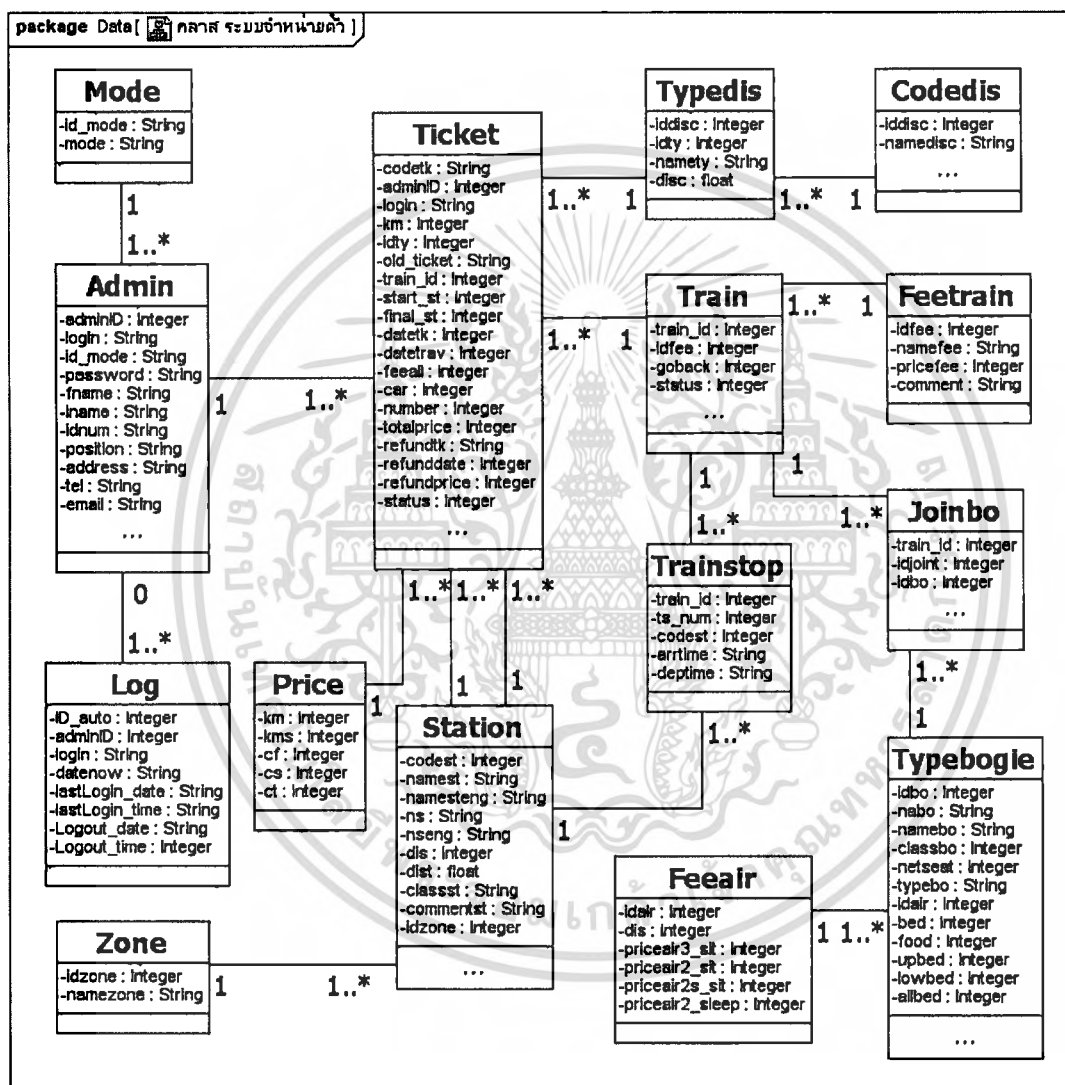 package Data[ คลาส ระบบจำหน่ายตั๋ว ]
Mode
-id_mode : String
-mode : String
1
1..*
Admin
-adminID : Integer
-login : String
-id_mode : String
-password : String
-fname : String
-lname : String
-idnum : String
-position : String
-address : String
-tel : String
-email : String
...
1
1..*
0
1..*
Log
-ID_auto : Integer
-adminID : Integer
-login : String
-datenow : String
-lastLogin_date : String
-lastLogin_time : String
-Logout_date : String
-Logout_time : Integer
Zone
-idzone : Integer
-namezone : String
1
1..*
Ticket
-codetk : String
-adminID : Integer
-login : String
-km : Integer
-idty : Integer
-old_ticket : String
-train_id : Integer
-start_st : Integer
-final_st : Integer
-datetk : Integer
-datetrav : Integer
-feeall : Integer
-car : Integer
-number : Integer
-totalprice : Integer
-refundtk : String
-refunddate : Integer
-refundprice : Integer
-status : Integer
...
1..*
1
1..*
1
1..*
1..*
1..*
1
1
1
Price
-km : Integer
-kms : Integer
-cf : Integer
-cs : Integer
-ct : Integer
Station
-codest : Integer
-namest : String
-namesteng : String
-ns : String
-nseng : String
-dis : Integer
-dist : float
-classst : String
-commentst : String
-idzone : Integer
...
1
1..*
Typedis
-iddisc : Integer
-idty : Integer
-namety : String
-disc : float
1..*
1
Codedis
-iddisc : Integer
-namedisc : String
...
Train
-train_id : Integer
-idfee : Integer
-goback : Integer
-status : Integer
...
1..*
1
Feetrain
-idfee : Integer
-namefee : String
-pricefee : Integer
-comment : String
1
1..*
1
1..*
Trainstop
-train_id : Integer
-ts_num : Integer
-codest : Integer
-arrtime : String
-deptime : String
Joinbo
-train_id : Integer
-idjoint : Integer
-idbo : Integer
...
1..*
1
Typebogie
-idbo : Integer
-nabo : String
-namebo : String
-classbo : Integer
-netseat : Integer
-typebo : String
-idair : Integer
-bed : Integer
-food : Integer
-upbed : Integer
-lowbed : Integer
-allbed : Integer
...
Feeair
-idair : Integer
-dis : Integer
-priceair3_sit : Integer
-priceair2_sit : Integer
-priceair2s_sit : Integer
-priceair2_sleep : Integer
1
1..*